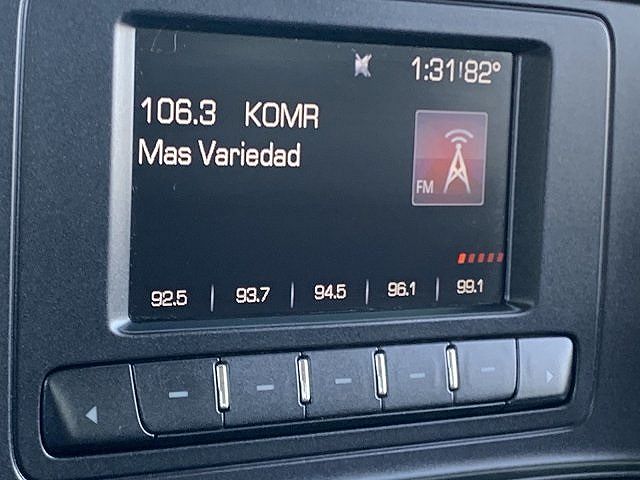 1:31 82°
106.3 KOMR
Mas Variedad
FM
92.5 93.7 94.5 96.1 99.1